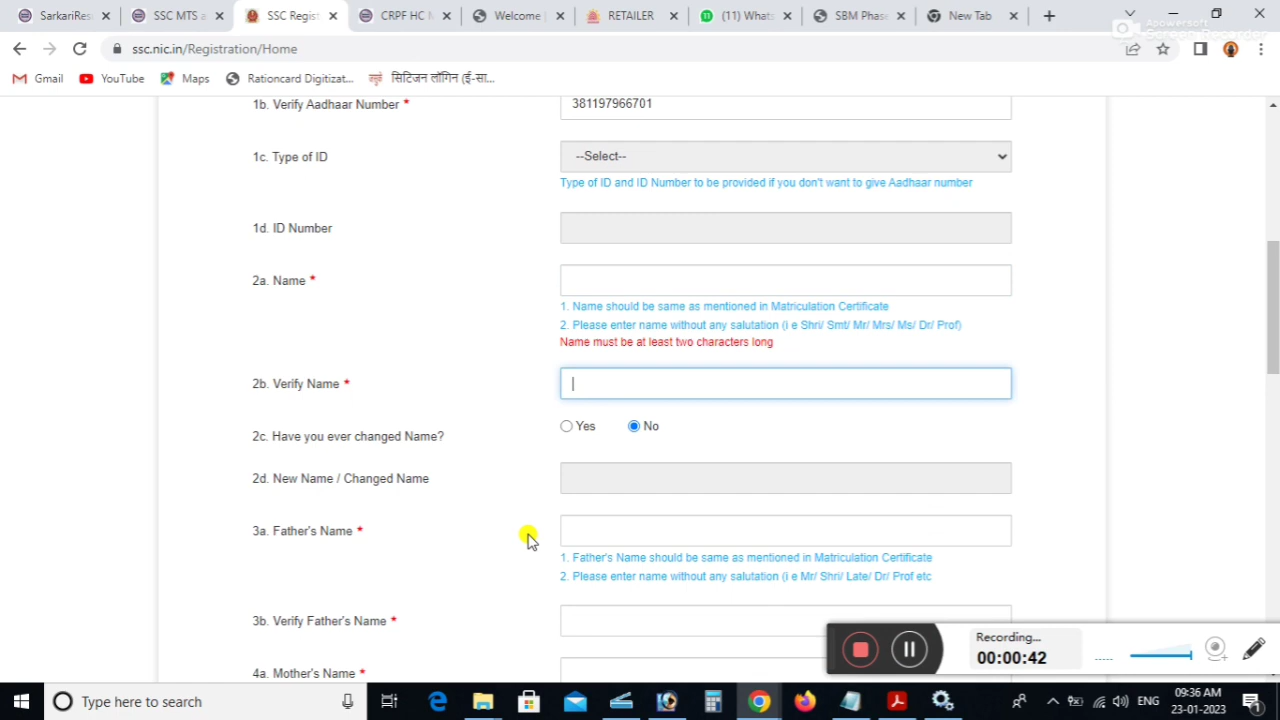 SarkariRes
SSC MTS a
SSC Regist
CRPF HC M
Welcome
RETAILER
(11) Whats
SBM Phase
New Tab
Apowersoft
Screen Recorder
ssc.nic.in/Registration/Home
Gmail YouTube Maps Rationcard Digitizat... सिटिजन लॉगिन (ई-सा...
1b. Verify Aadhaar Number * 381197966701
1c. Type of ID --Select--
Type of ID and ID Number to be provided if you don't want to give Aadhaar number
1d. ID Number
2a. Name *
1. Name should be same as mentioned in Matriculation Certificate
2. Please enter name without any salutation (i e Shri/ Smt/ Mr/ Mrs/ Ms/ Dr/ Prof)
Name must be at least two characters long
2b. Verify Name *
2c. Have you ever changed Name? Yes No
2d. New Name / Changed Name
3a. Father's Name *
1. Father's Name should be same as mentioned in Matriculation Certificate
2. Please enter name without any salutation (i e Mr/ Shri/ Late/ Dr/ Prof etc
3b. Verify Father's Name *
4a. Mother's Name *
Recording...
00:00:42
Type here to search
ENG
09:36 AM
23-01-2023
1